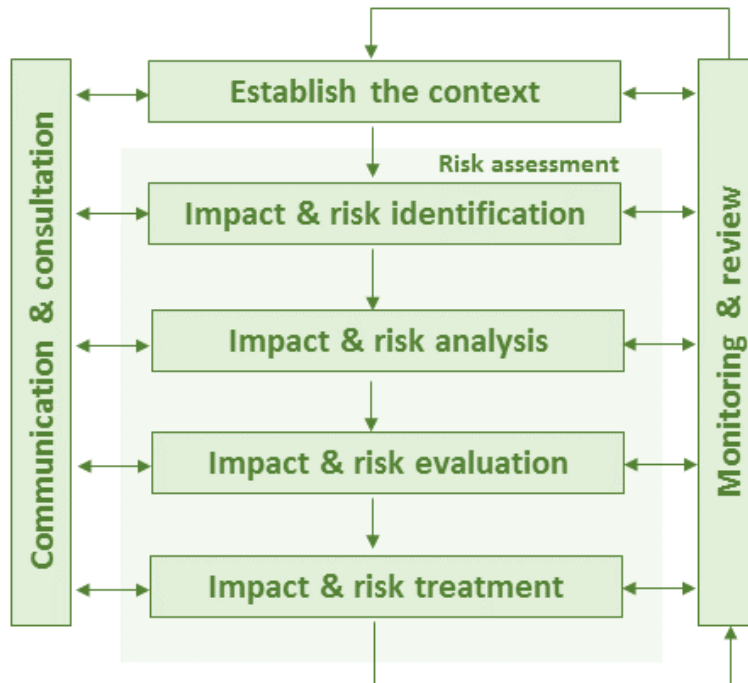 Establish the context
Risk assessment
Impact & risk identification
Impact & risk analysis
Impact & risk evaluation
Impact & risk treatment
Communication & consultation
Monitoring & review